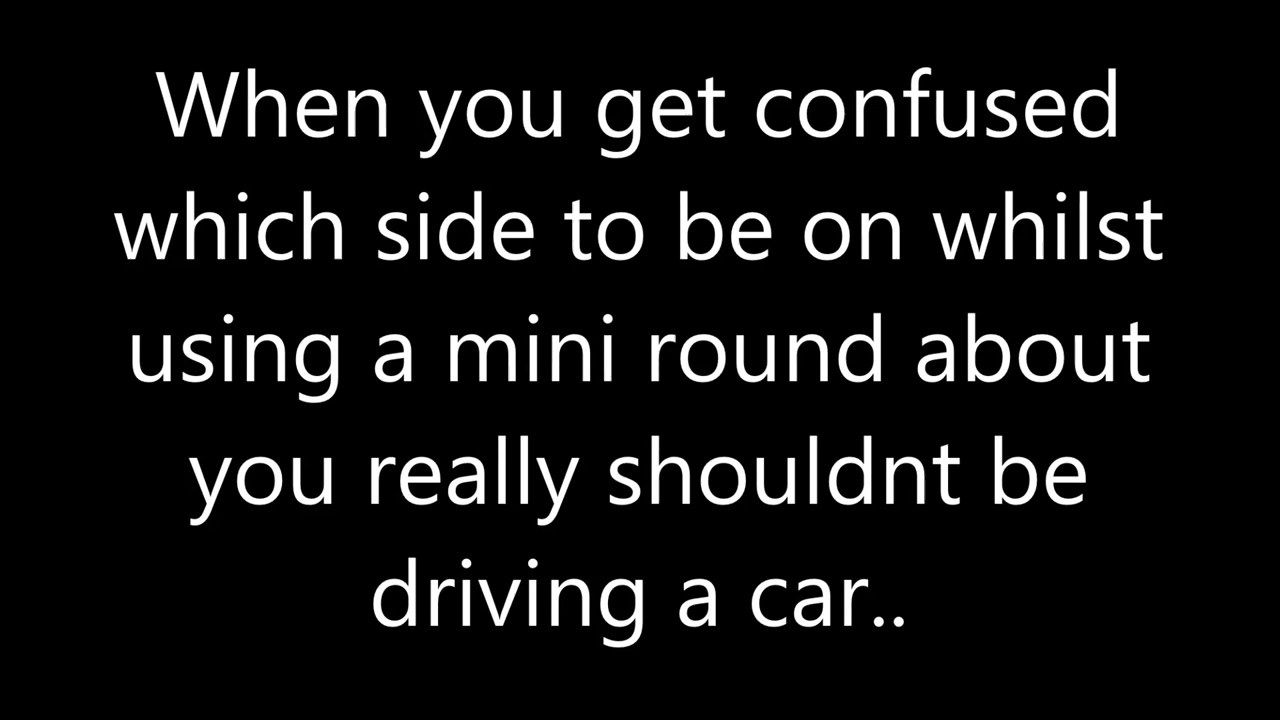 When you get confused
which side to be on whilst
using a mini round about
you really shouldnt be
driving a car..